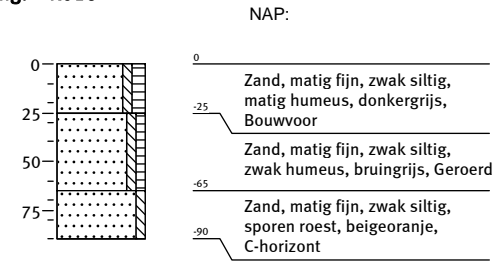 NAP:
0
25
50
75
0
Zand, matig fijn, zwak siltig,
matig humeus, donkergrijs,
Bouwvoor
-25
Zand, matig fijn, zwak siltig,
zwak humeus, bruingrijs, Geroerd
-65
Zand, matig fijn, zwak siltig,
sporen roest, beigeoranje,
C-horizont
-90